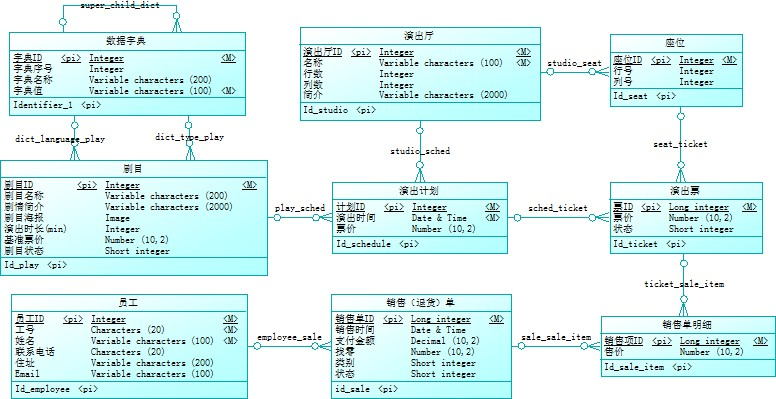 super_child_dict
数据字典
字典ID <pi> Integer <M>
字典序号 Integer
字典名称 Variable characters (200)
字典值 Variable characters (100) <M>
Identifier_1 <pi>
演出厅
演出厅ID <pi> Integer <M>
名称 Variable characters (100) <M>
行数 Integer
列数 Integer
简介 Variable characters (2000)
Id_studio <pi>
studio_seat
座位
座位ID <pi> Integer <M>
行号 Integer
列号 Integer
Id_seat <pi>
dict_language_play
dict_type_play
studio_sched
seat_ticket
剧目
剧目ID <pi> Integer <M>
剧目名称 Variable characters (200)
剧情简介 Variable characters (2000)
剧目海报 Image
演出时长(min) Integer
基准票价 Number (10,2)
剧目状态 Short integer
Id_play <pi>
play_sched
演出计划
计划ID <pi> Integer <M>
演出时间 Date & Time <M>
票价 Number (10,2)
Id_schedule <pi>
sched_ticket
演出票
票ID <pi> Long integer <M>
票价 Number (10,2)
状态 Short integer
Id_ticket <pi>
ticket_sale_item
员工
员工ID <pi> Integer <M>
工号 Characters (20) <M>
姓名 Variable characters (100) <M>
联系电话 Characters (20)
住址 Variable characters (200)
Email Variable characters (100)
Id_employee <pi>
employee_sale
销售（退货）单
销售单ID <pi> Long integer <M>
销售时间 Date & Time
支付金额 Decimal (10,2)
找零 Number (10,2)
类别 Short integer
状态 Short integer
id_sale <pi>
sale_sale_item
销售单明细
销售项ID <pi> Long integer <M>
售价 Number (10,2)
Id_sale_item <pi>